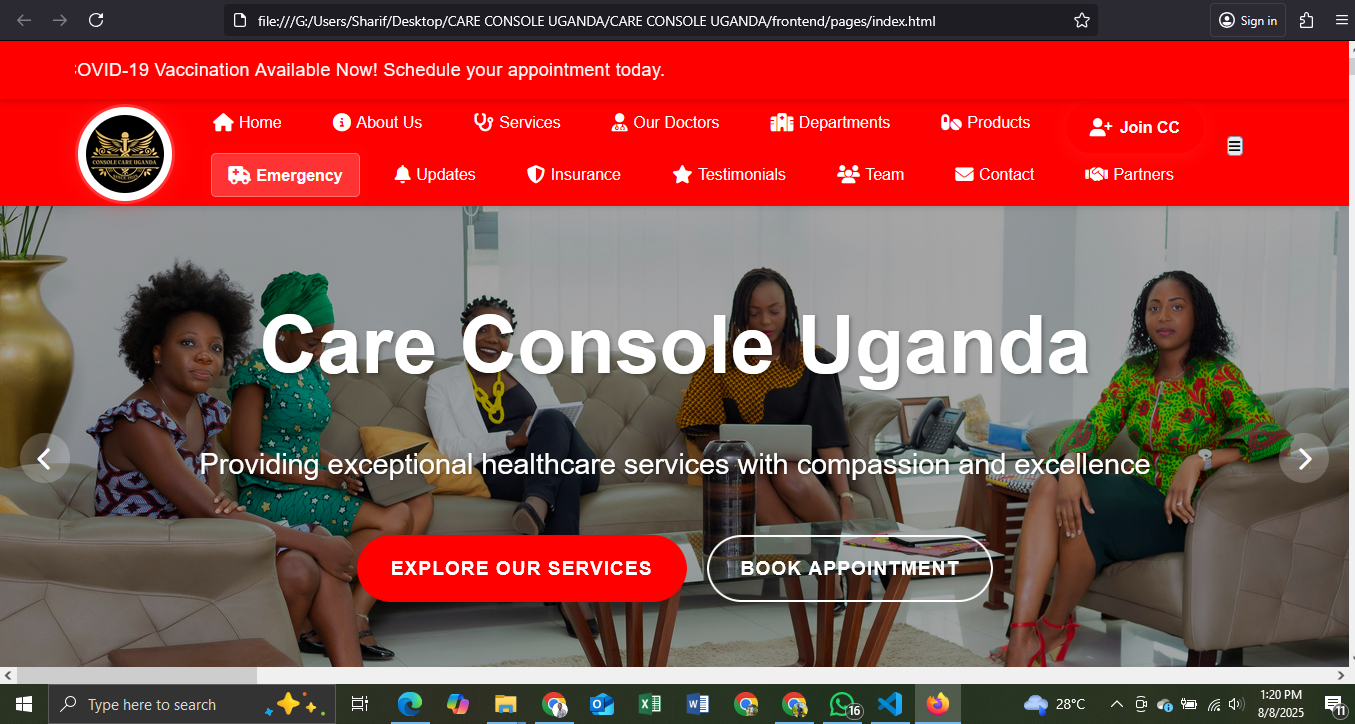 file:///G:/Users/Sharif/Desktop/CARE CONSOLE UGANDA/CARE CONSOLE UGANDA/frontend/pages/index.html
Sign in
OVID-19 Vaccination Available Now! Schedule your appointment today.
Home About Us Services Our Doctors Departments Products Join CC
CONSOLE CARE UGANDA
Emergency Updates Insurance Testimonials Team Contact Partners
Care Console Uganda
Providing exceptional healthcare services with compassion and excellence
EXPLORE OUR SERVICES BOOK APPOINTMENT
Type here to search
16
28°C
1:20 PM
8/8/2025
11